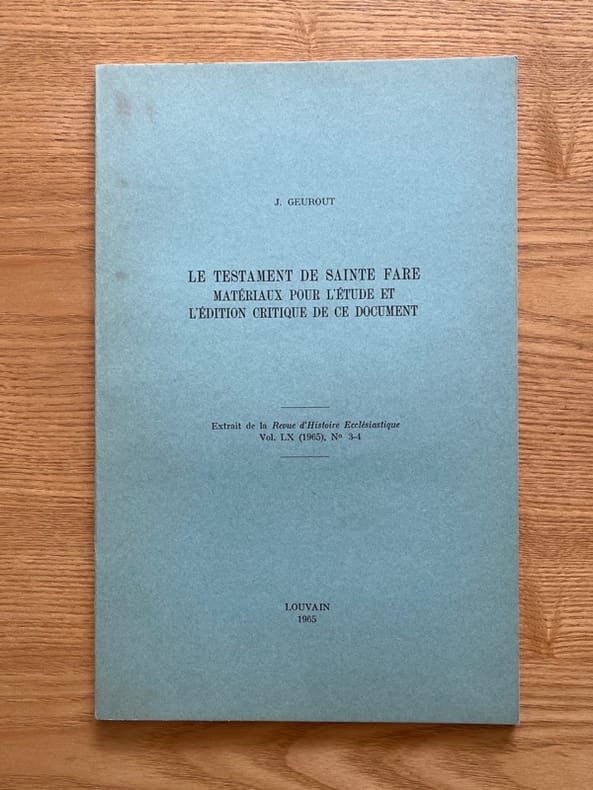 J. GEUROUT
LE TESTAMENT DE SAINTE FARE
MATÉRIAUX POUR L'ÉTUDE ET
L'ÉDITION CRITIQUE DE CE DOCUMENT
Extrait de la Revue d'Histoire Ecclésiastique
Vol. LX (1965), Nº 3-4
LOUVAIN
1965